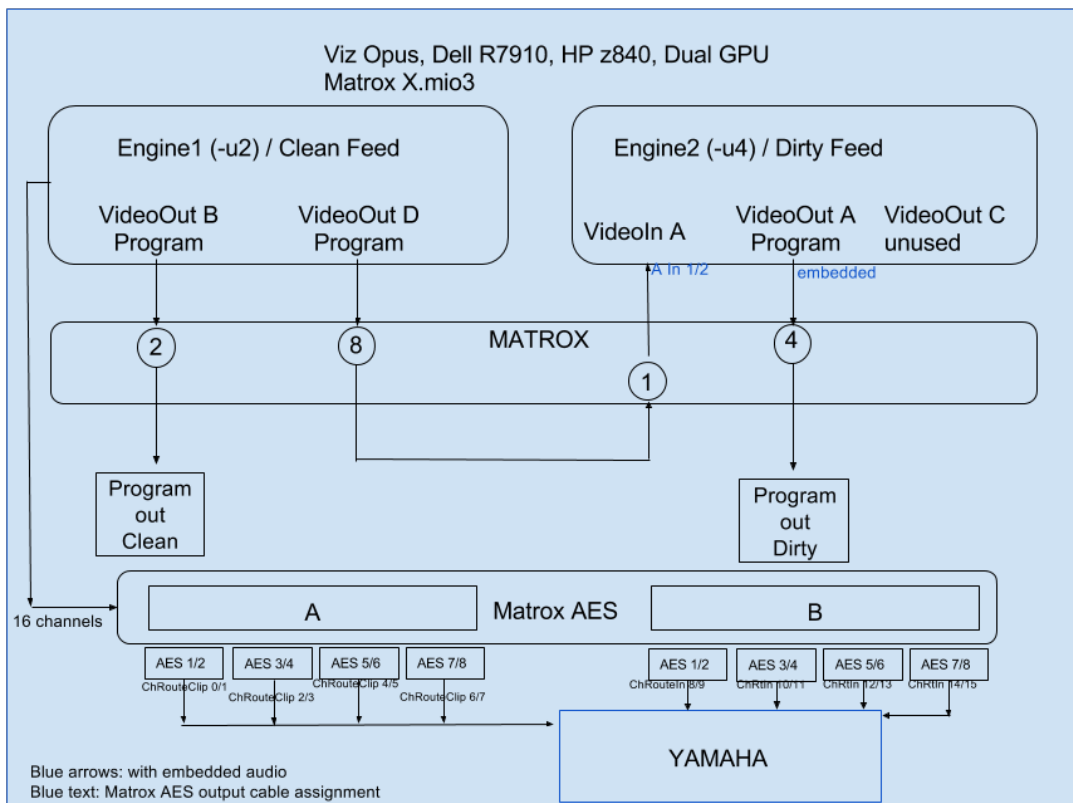 Viz Opus, Dell R7910, HP z840, Dual GPU
Matrox X.mio3
Engine1 (-u2) / Clean Feed
VideoOut B
Program
VideoOut D
Program
Engine2 (-u4) / Dirty Feed
VideoIn A
VideoOut A
Program
VideoOut C
unused
A In 1/2
embedded
MATROX
2
8
1
4
Program
out
Clean
Program
out
Dirty
16 channels
A
Matrox AES
B
AES 1/2
AES 3/4
AES 5/6
AES 7/8
ChRouteClip 0/1
ChRouteClip 2/3
ChRouteClip 4/5
ChRouteClip 6/7
AES 1/2
AES 3/4
AES 5/6
AES 7/8
ChRouteIn 8/9
ChRtIn 10/11
ChRtIn 12/13
ChRtIn 14/15
YAMAHA
Blue arrows: with embedded audio
Blue text: Matrox AES output cable assignment